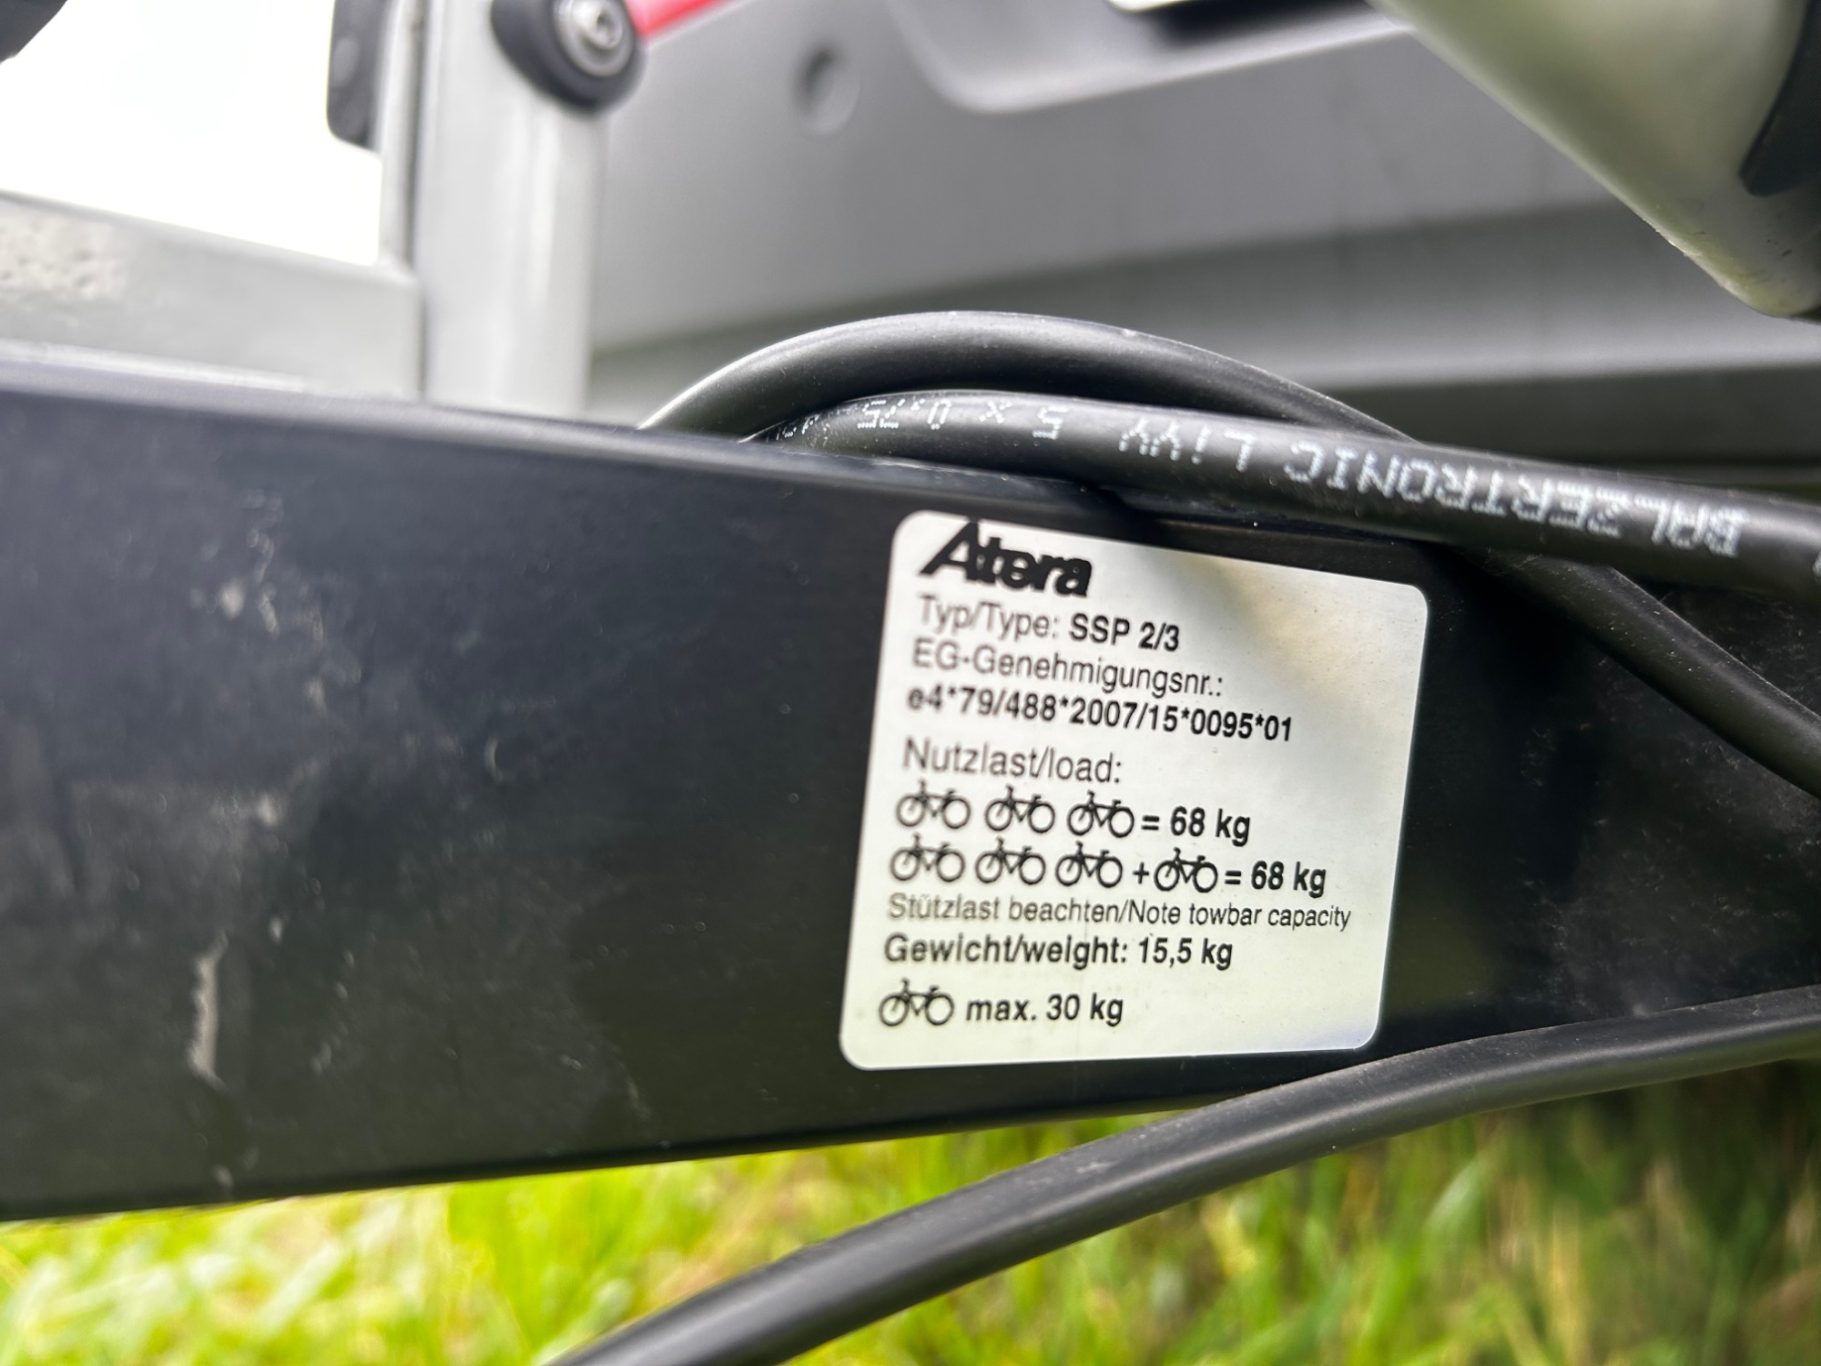 BALZERTRONIC LiYY 5 x 0,75
Atera
Typ/Type: SSP 2/3
EG-Genehmigungsnr.:
e4*79/488*2007/15*0095*01
Nutzlast/load:
= 68 kg
+ = 68 kg
Stützlast beachten/Note towbar capacity
Gewicht/weight: 15,5 kg
max. 30 kg